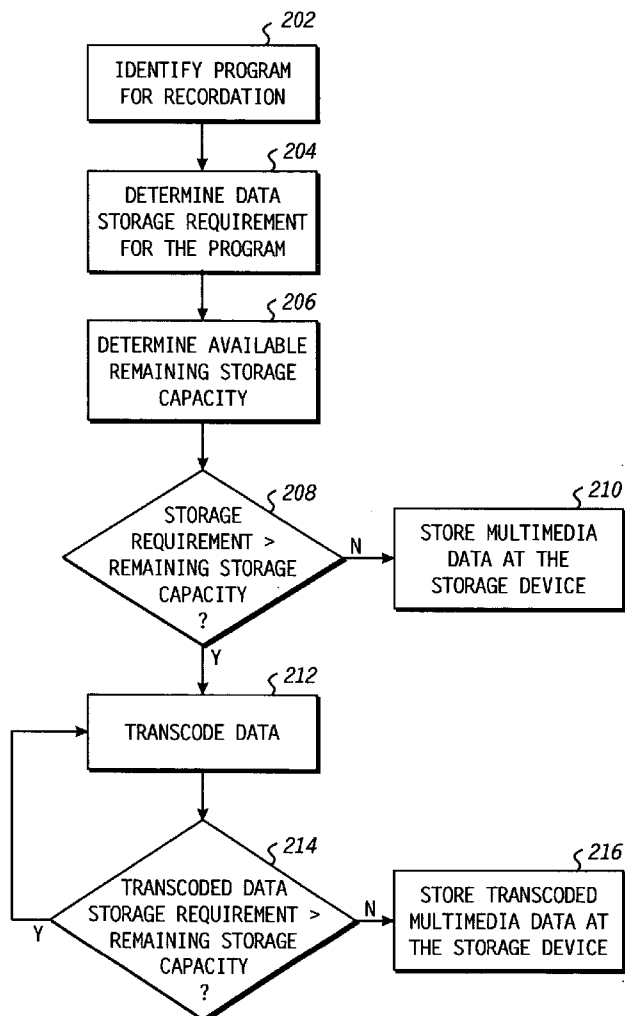 202
IDENTIFY PROGRAM
FOR RECORDATION
204
DETERMINE DATA
STORAGE REQUIREMENT
FOR THE PROGRAM
206
DETERMINE AVAILABLE
REMAINING STORAGE
CAPACITY
208
STORAGE
REQUIREMENT >
REMAINING STORAGE
CAPACITY
?
N
Y
210
STORE MULTIMEDIA
DATA AT THE
STORAGE DEVICE
212
TRANSCODE DATA
214
TRANSCODED DATA
STORAGE REQUIREMENT >
REMAINING STORAGE
CAPACITY
?
Y
N
216
STORE TRANSCODED
MULTIMEDIA DATA AT
THE STORAGE DEVICE